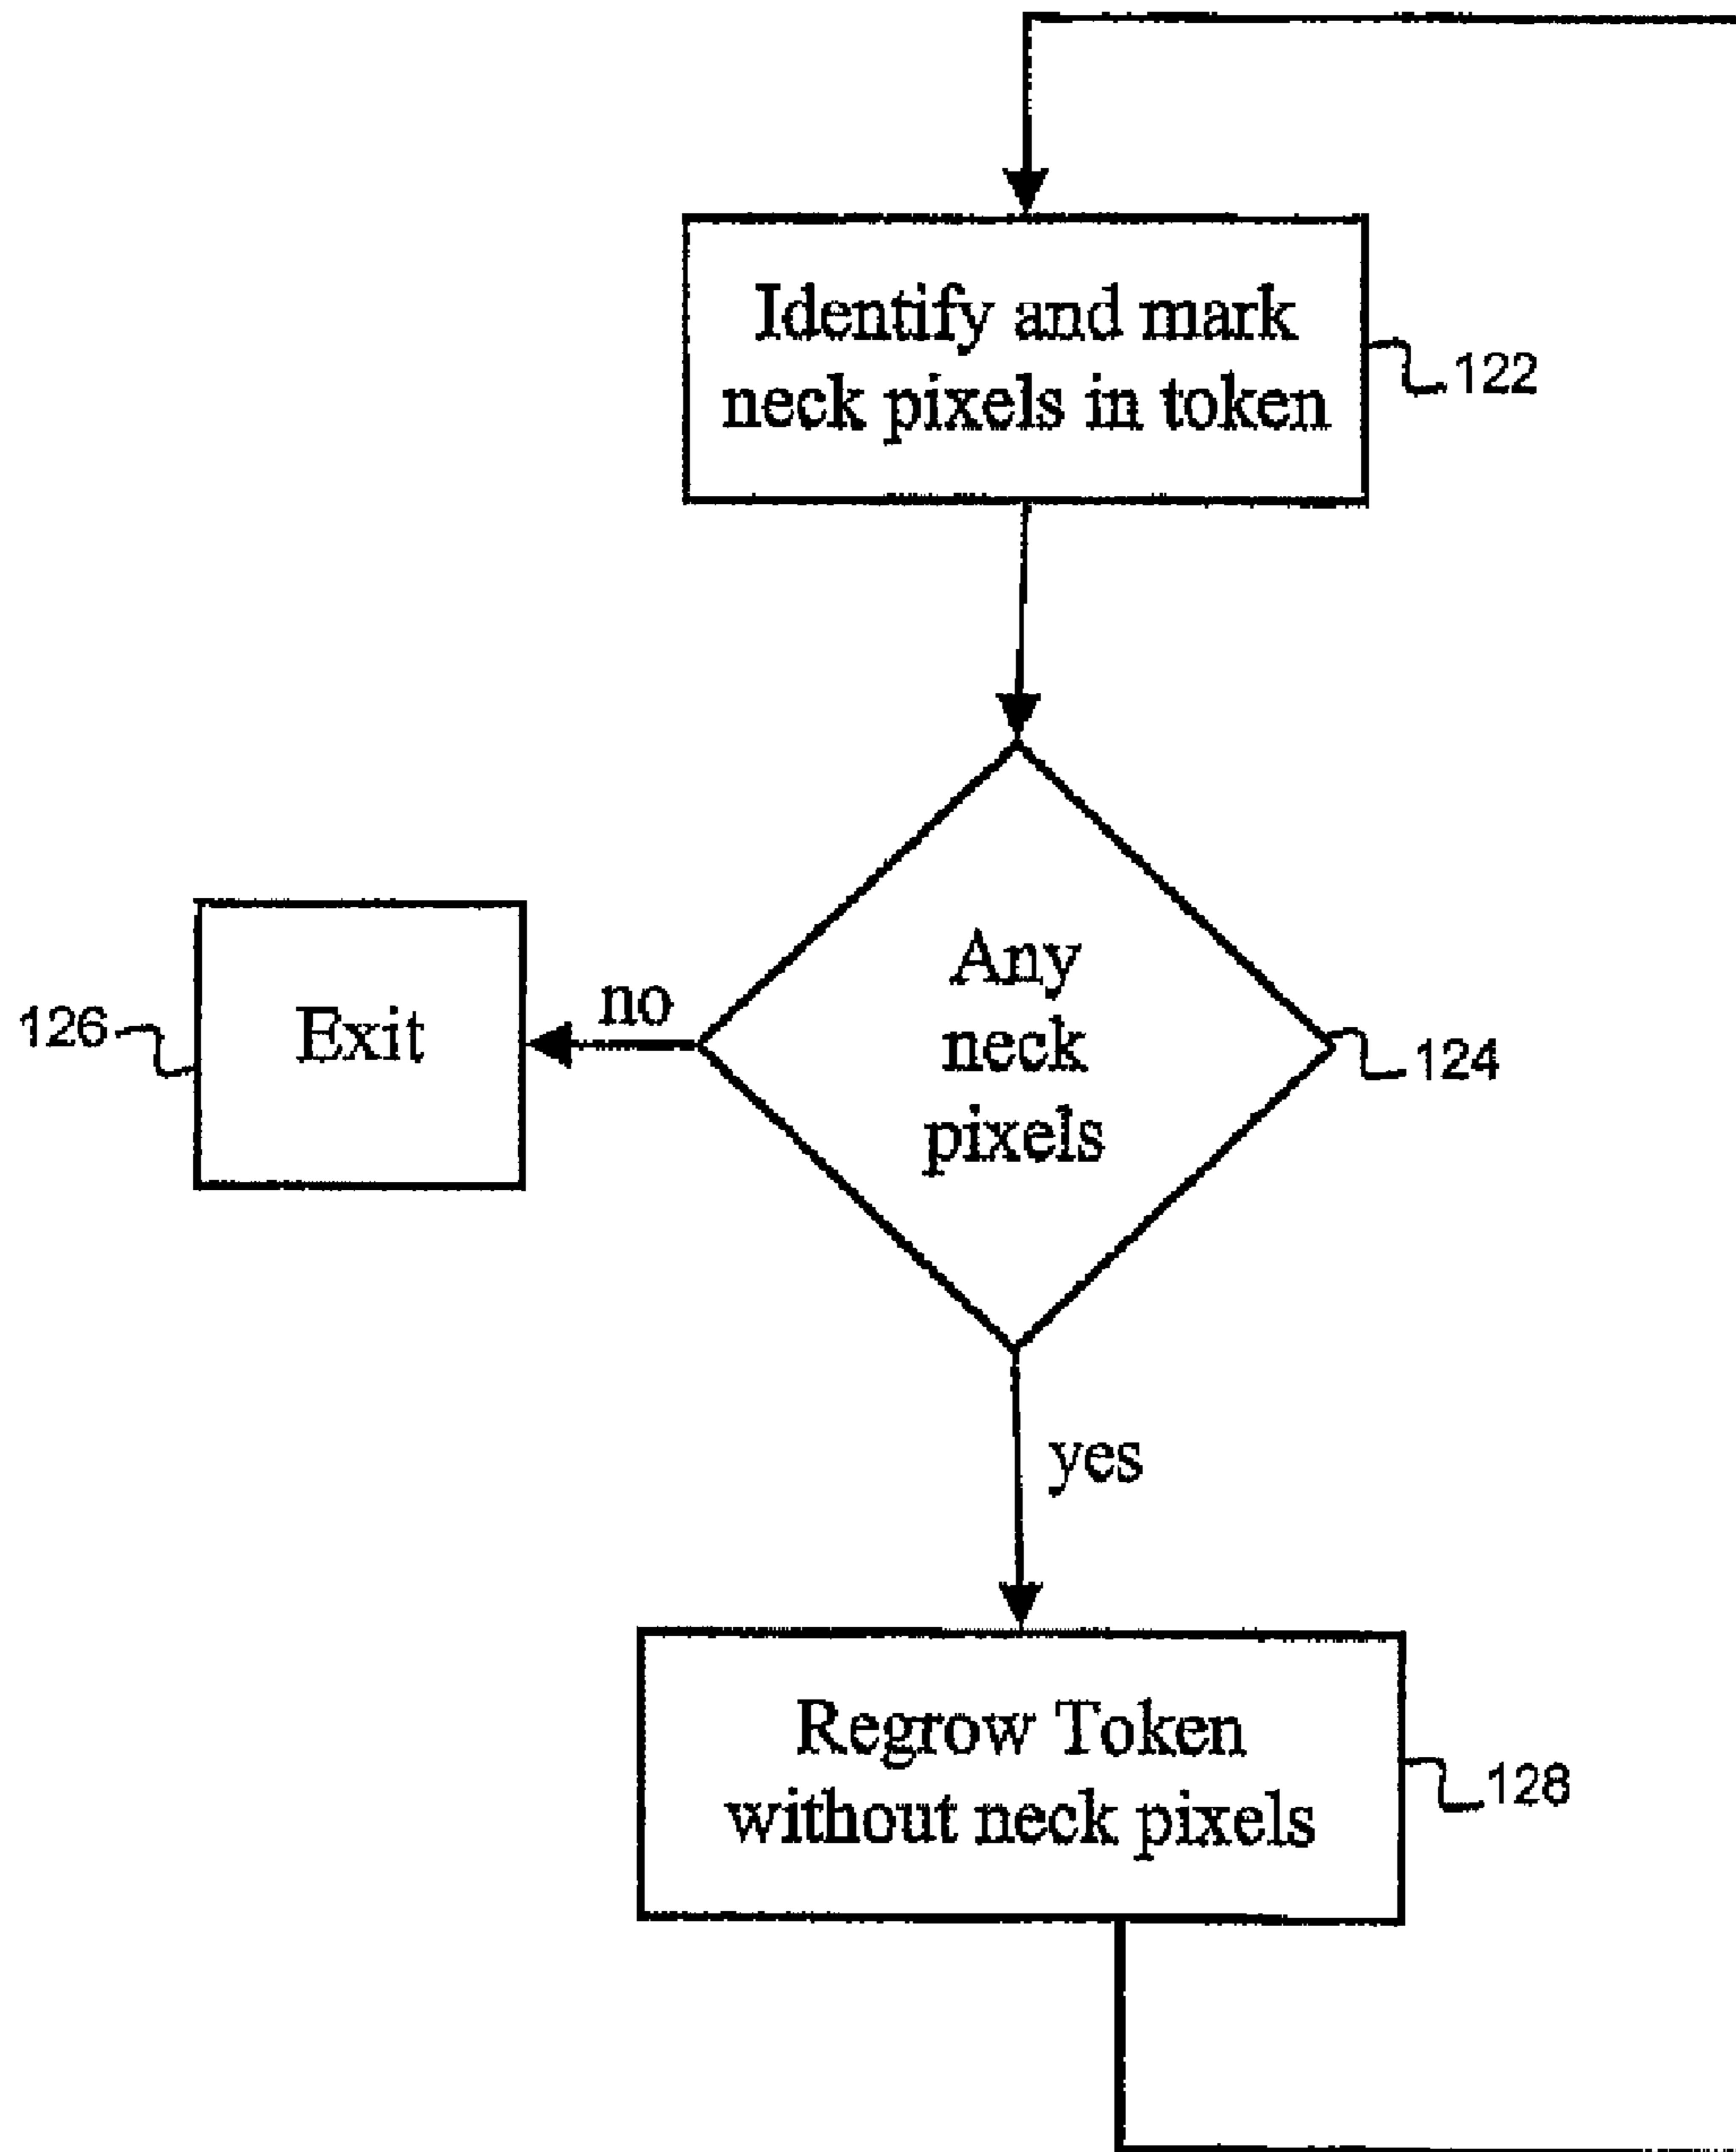 Identify and mark
neck pixels in token
122
Any
neck
pixels
124
no
Exit
126
yes
Regrow Token
without neck pixels
128